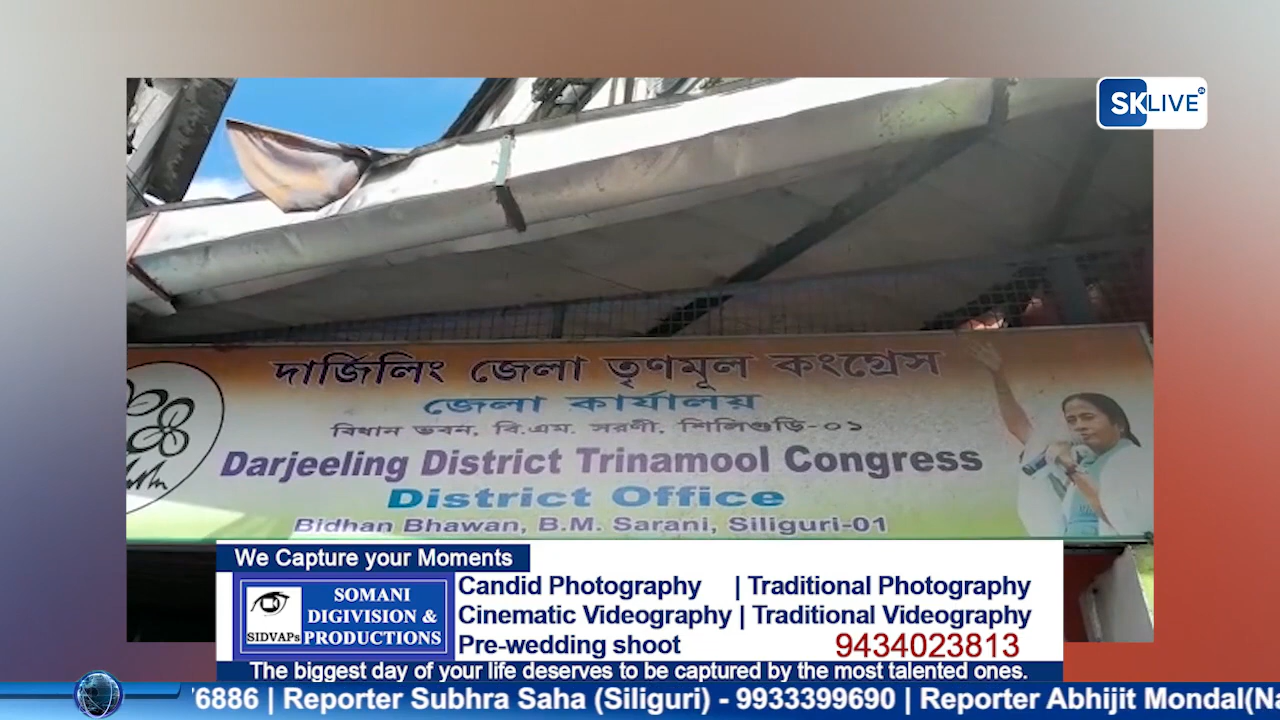 SKLIVE 24
দার্জিলিং জেলা তৃণমূল কংগ্রেস
জেলা কার্যালয়
বিধান ভবন, বি.এম. সরণী, শিলিগুড়ি-০১
Darjeeling District Trinamool Congress
District Office
Bidhan Bhawan, B.M. Sarani, Siliguri-01
We Capture your Moments
SIDVAPs
SOMANI
DIGIVISION &
PRODUCTIONS
Candid Photography | Traditional Photography
Cinematic Videography | Traditional Videography
Pre-wedding shoot 9434023813
The biggest day of your life deserves to be captured by the most talented ones.
6886 | Reporter Subhra Saha (Siliguri) - 9933399690 | Reporter Abhijit Mondal(Na